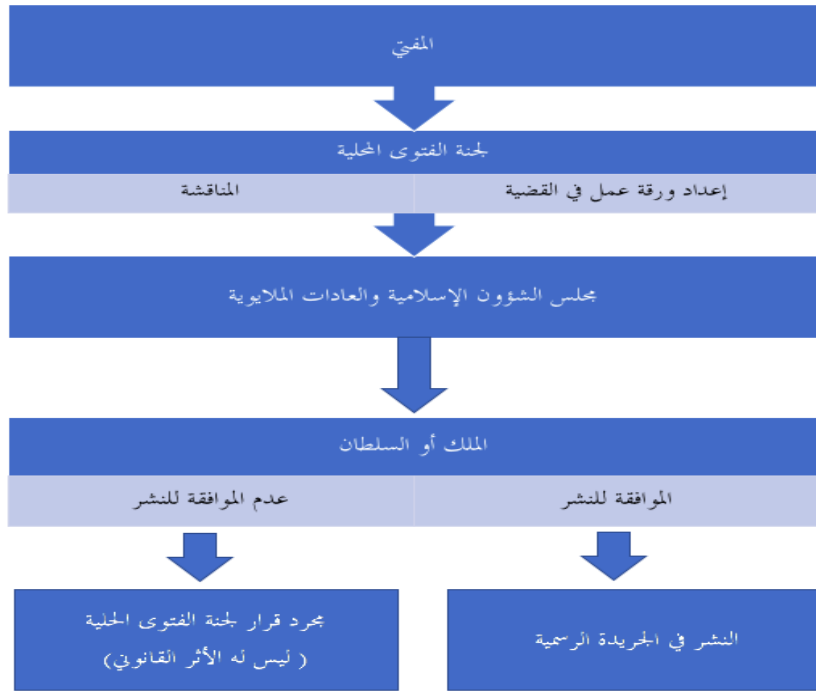 المفتي
لجنة الفتوى المحلية
إعداد ورقة عمل في القضية
المناقشة
مجلس الشؤون الإسلامية والعادات الملايوية
الملك أو السلطان
الموافقة للنشر
عدم الموافقة للنشر
النشر في الجريدة الرسمية
مجرد قرار لجنة الفتوى الحلية
( ليس له الأثر القانوني)